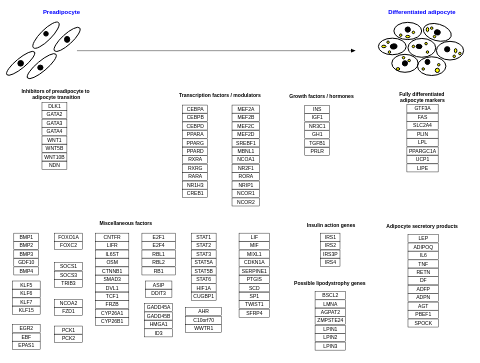 Preadipocyte
Differentiated adipocyte
Inhibitors of preadipocyte to
adipocyte transition
DLK1
GATA2
GATA3
GATA4
WNT1
WNT5B
WNT10B
NDN
Transcription factors / modulators
CEBPA
CEBPB
CEBPD
PPARA
PPARG
PPARD
RXRA
RXRG
RARA
NR1H3
CREB1
MEF2A
MEF2B
MEF2C
MEF2D
SREBF1
MBNL1
NCOA1
NR2F1
RORA
NRIP1
NCOR1
NCOR2
Growth factors / hormones
INS
IGF1
NR3C1
GH1
TGFB1
PRLR
Fully differentiated
adipocyte markers
GTF3A
FAS
SLC2A4
PLIN
LPL
PPARGC1A
UCP1
LIPE
Miscellaneous factors
BMP1
BMP2
BMP3
GDF10
BMP4
KLF5
KLF6
KLF7
KLF15
EGR2
EBF
EPAS1
FOXO1A
FOXC2
SOCS1
SOCS3
TRIB3
NCOA2
FZD1
PCK1
PCK2
CNTFR
LIFR
IL6ST
OSM
CTNNB1
SMAD3
DVL1
TCF1
FRZB
CYP26A1
CYP26B1
E2F1
E2F4
RBL1
RBL2
RB1
ASIP
DDIT3
GADD45A
GADD45B
HMGA1
ID3
STAT1
STAT2
STAT3
STAT5A
STAT5B
STAT6
HIF1A
CUGBP1
AHR
C10orf70
WWTR1
LIF
MIF
MIXL1
CDKN1A
SERPINE1
PTGIS
SCD
SP1
TWIST1
SFRP4
Insulin action genes
IRS1
IRS2
IRS3P
IRS4
Possible lipodystrophy genes
BSCL2
LMNA
AGPAT2
ZMPSTE24
LPIN1
LPIN2
LPIN3
Adipocyte secretory products
LEP
ADIPOQ
IL6
TNF
RETN
DF
ADFP
ADPN
AGT
PBEF1
SPOCK